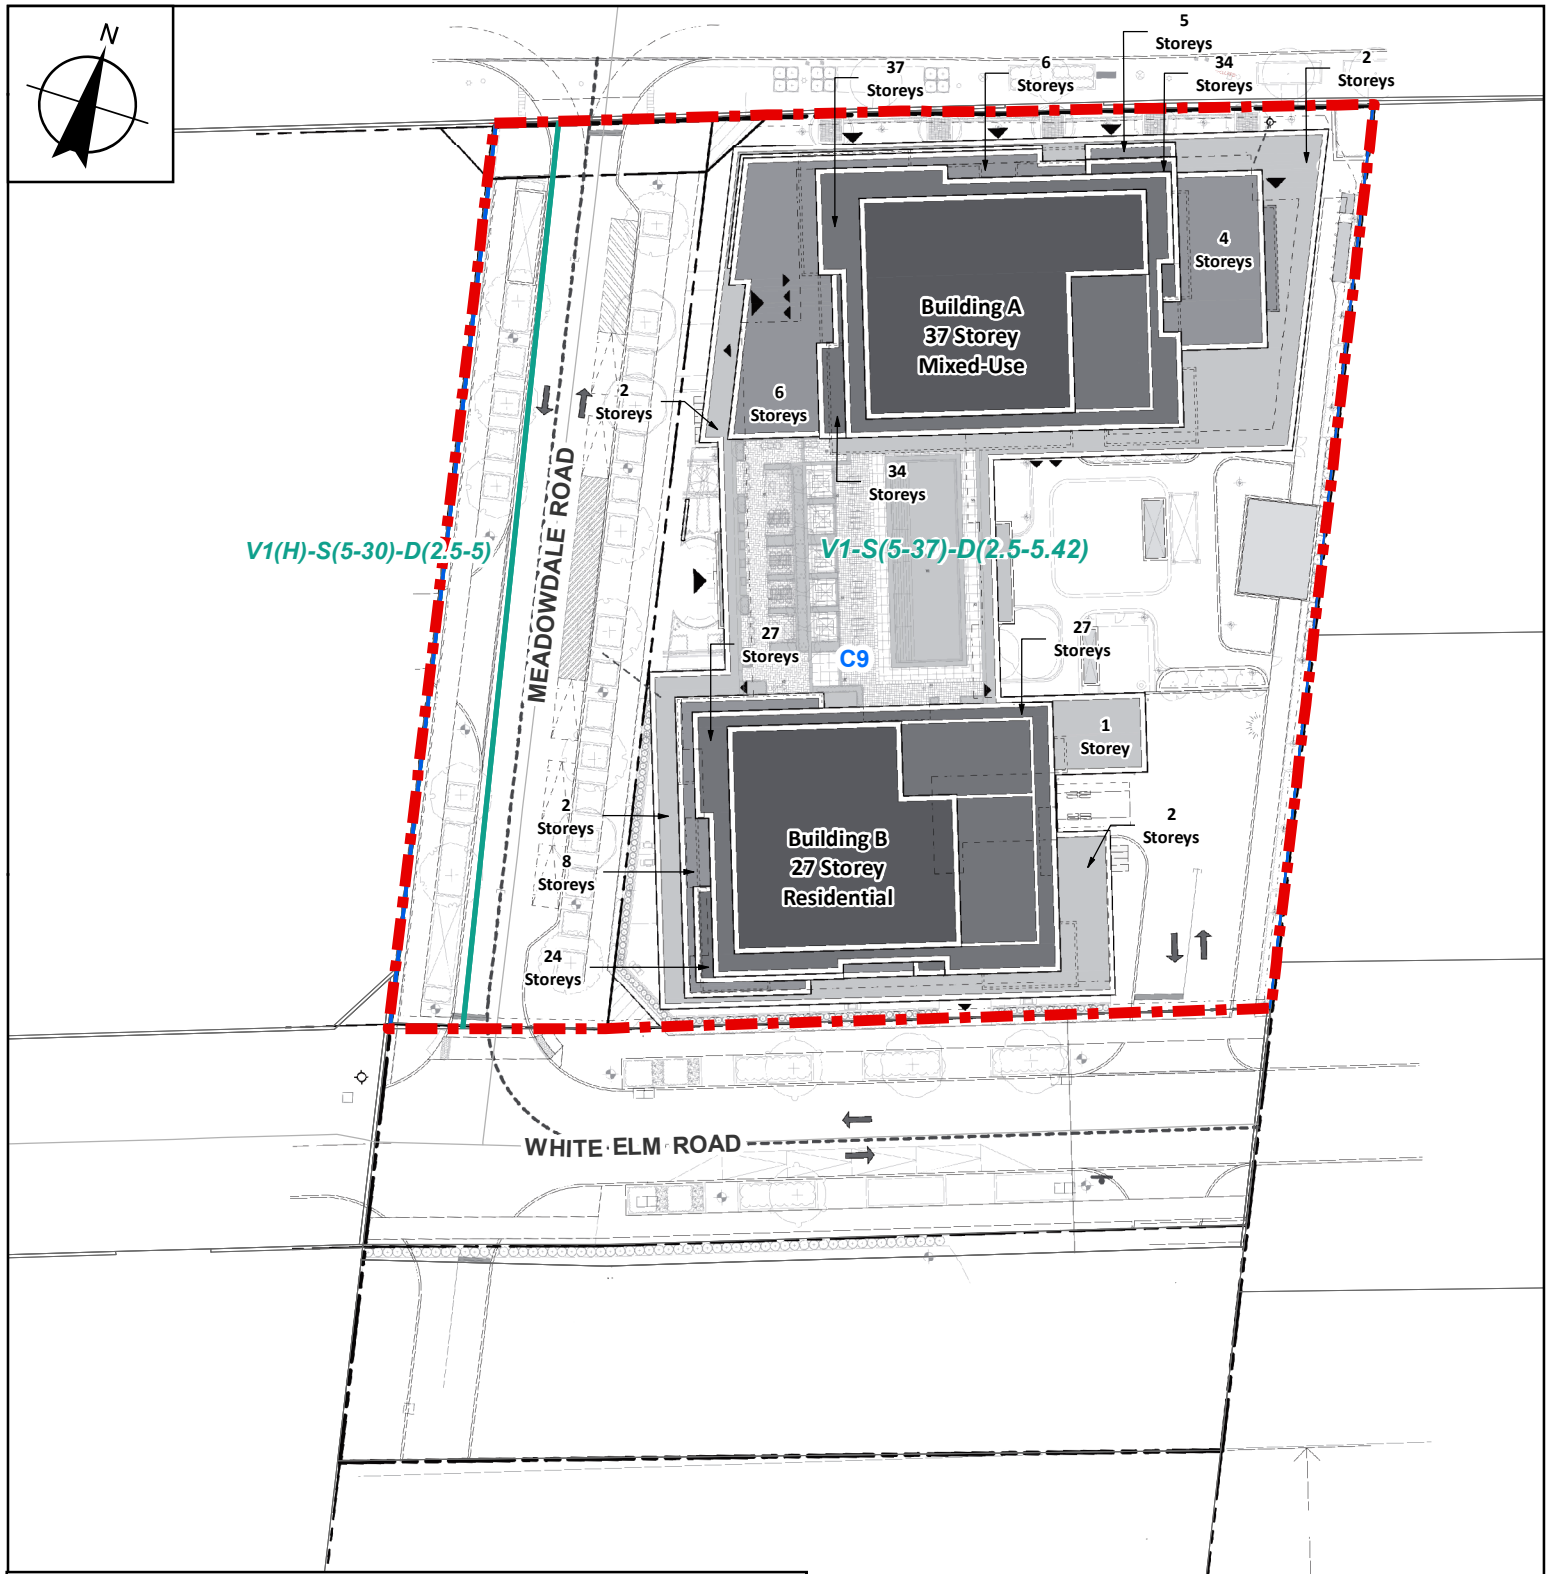 N
5
Storeys
37
Storeys
6
Storeys
34
Storeys
2
Storeys
4
Storeys
Building A
37 Storey
Mixed-Use
2
Storeys
6
Storeys
34
Storeys
MEADOWDALE ROAD
V1(H)-S(5-30)-D(2.5-5)
V1-S(5-37)-D(2.5-5.42)
27
Storeys
C9
27
Storeys
1
Storey
2
Storeys
2
Storeys
8
Storeys
Building B
27 Storey
Residential
24
Storeys
WHITE ELM ROAD